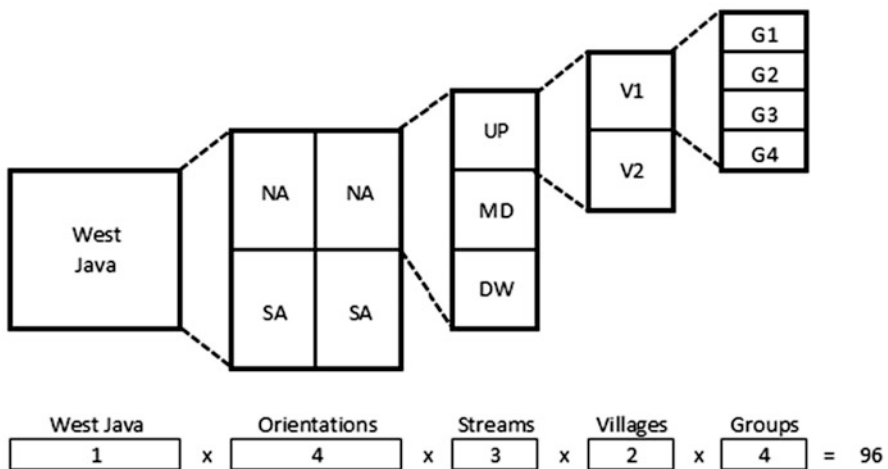 West
Java
NA NA
SA SA
UP
MD
DW
V1
V2
G1
G2
G3
G4
West Java Orientations Streams Villages Groups
1 x 4 x 3 x 2 x 4 = 96